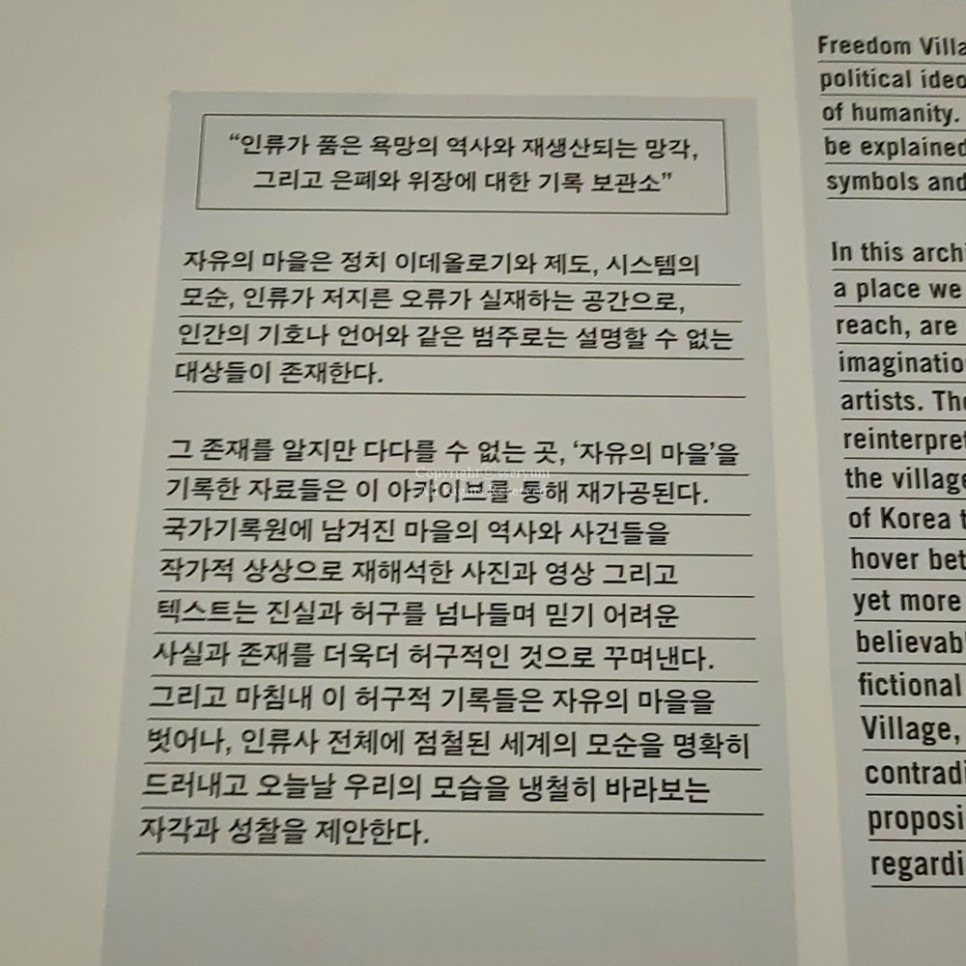 “인류가 품은 욕망의 역사와 재생산되는 망각,
그리고 은폐와 위장에 대한 기록 보관소”
자유의 마을은 정치 이데올로기와 제도, 시스템의
모순, 인류가 저지른 오류가 실재하는 공간으로,
인간의 기호나 언어와 같은 범주로는 설명할 수 없는
대상들이 존재한다.
그 존재를 알지만 다다를 수 없는 곳, ‘자유의 마을’을
기록한 자료들은 이 아카이브를 통해 재가공된다.
국가기록원에 남겨진 마을의 역사와 사건들을
작가적 상상으로 재해석한 사진과 영상 그리고
텍스트는 진실과 허구를 넘나들며 믿기 어려운
사실과 존재를 더욱더 허구적인 것으로 꾸며낸다.
그리고 마침내 이 허구적 기록들은 자유의 마을을
벗어나, 인류사 전체에 점철된 세계의 모순을 명확히
드러내고 오늘날 우리의 모습을 냉철히 바라보는
자각과 성찰을 제안한다.
Freedom Villa
political ideo
of humanity.
be explained
symbols and
In this archi
a place we
reach, are
imaginatio
artists. The
reinterpret
the village
of Korea t
hover bet
yet more
believabl
fictional
Village,
contradi
proposi
regardi